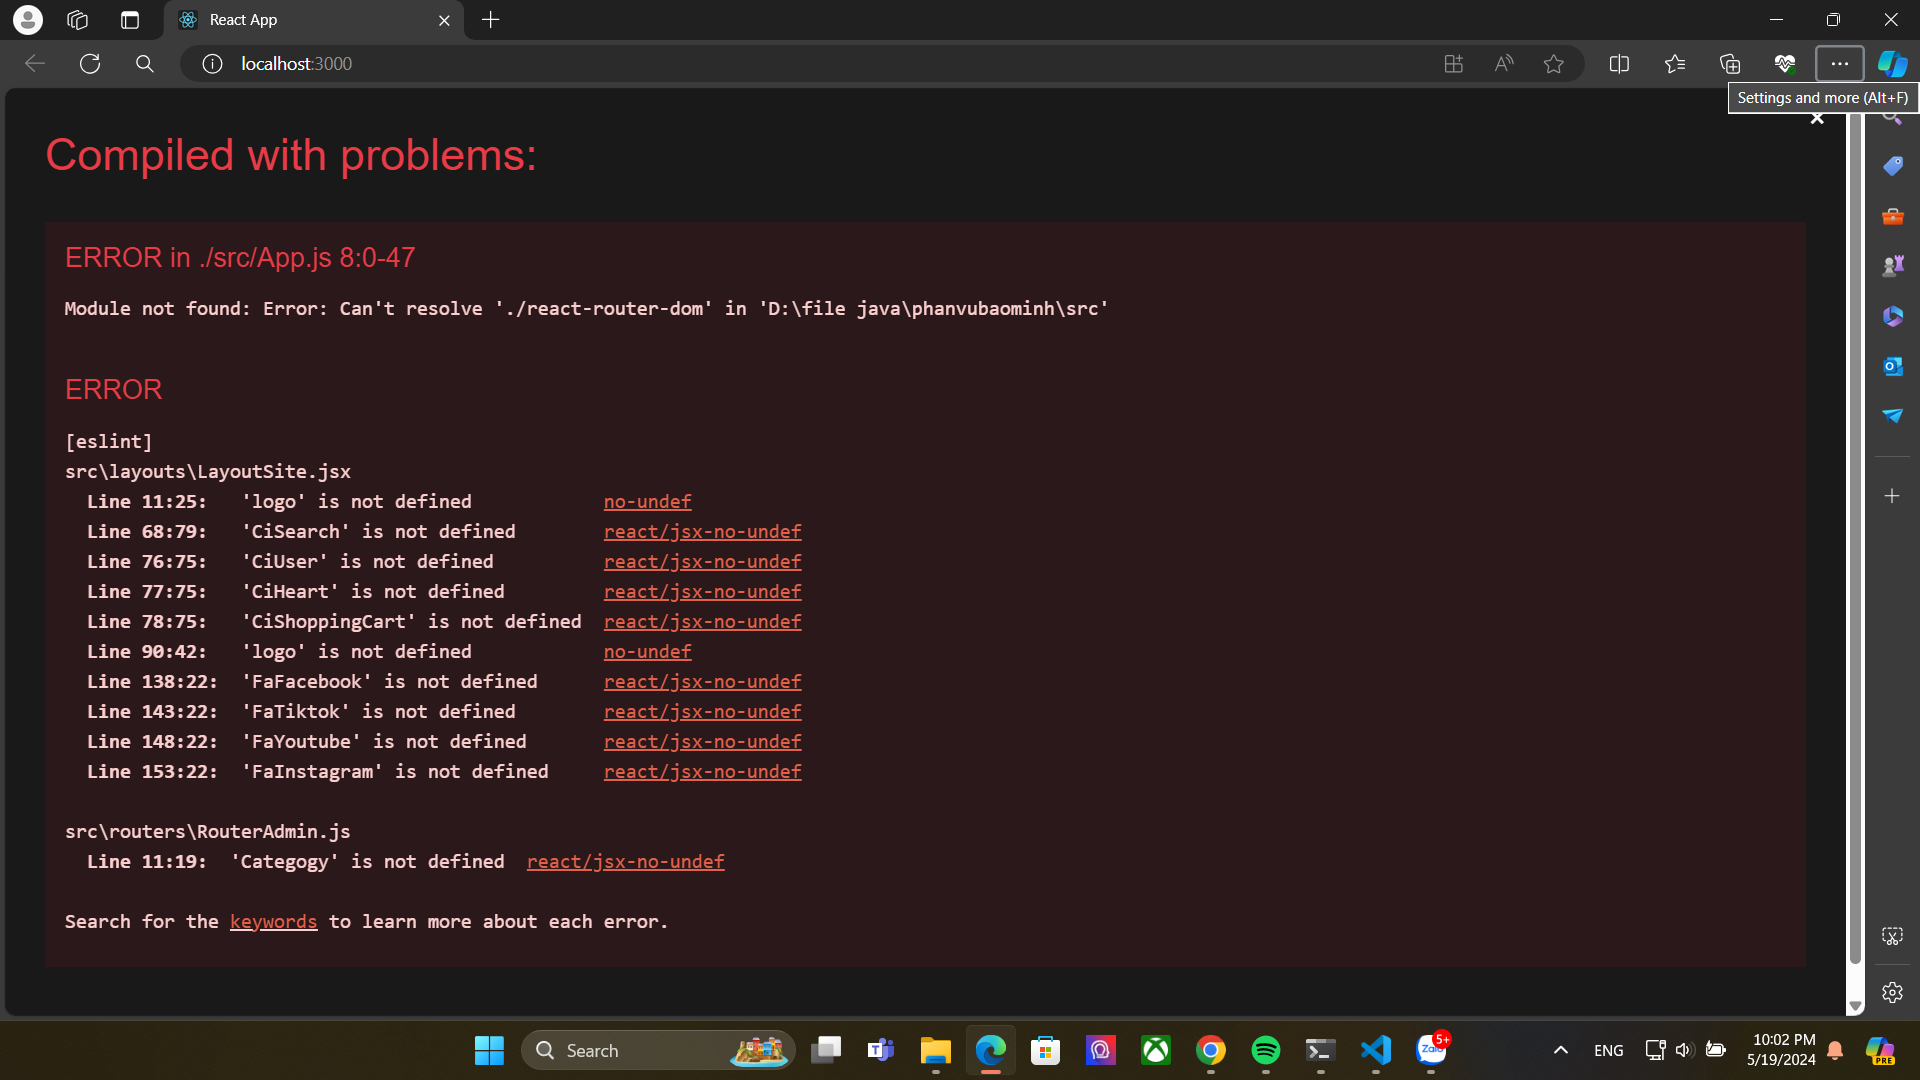 React App
localhost:3000
Settings and more (Alt+F)
Compiled with problems:
ERROR in ./src/App.js 8:0-47
Module not found: Error: Can't resolve './react-router-dom' in 'D:\file java\phanvubaominh\src'
ERROR
[eslint]
src\layouts\LayoutSite.jsx
Line 11:25: 'logo' is not defined no-undef
Line 68:79: 'CiSearch' is not defined react/jsx-no-undef
Line 76:75: 'CiUser' is not defined react/jsx-no-undef
Line 77:75: 'CiHeart' is not defined react/jsx-no-undef
Line 78:75: 'CiShoppingCart' is not defined react/jsx-no-undef
Line 90:42: 'logo' is not defined no-undef
Line 138:22: 'FaFacebook' is not defined react/jsx-no-undef
Line 143:22: 'FaTiktok' is not defined react/jsx-no-undef
Line 148:22: 'FaYoutube' is not defined react/jsx-no-undef
Line 153:22: 'FaInstagram' is not defined react/jsx-no-undef
src\routers\RouterAdmin.js
Line 11:19: 'Categogy' is not defined react/jsx-no-undef
Search for the keywords to learn more about each error.
Search
Zalo
5+
ENG
10:02 PM
5/19/2024
PRE